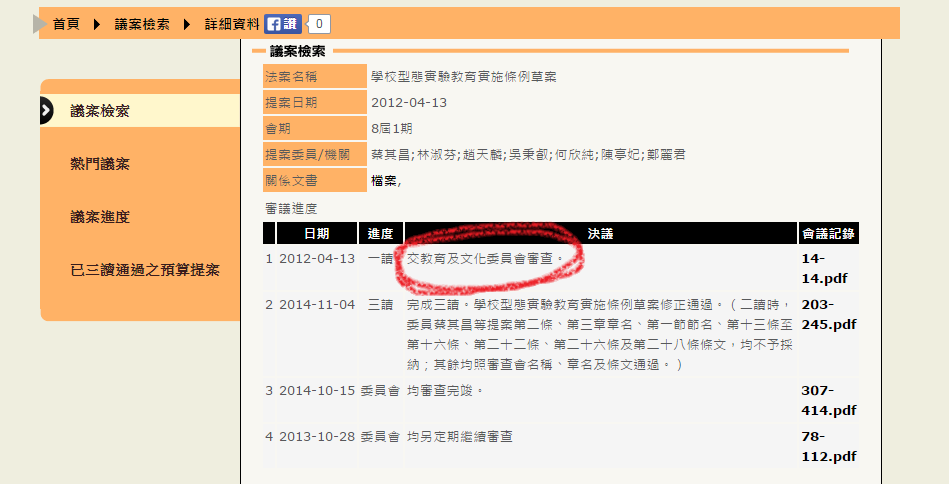 首頁 議案檢索 詳細資料 讚 0
議案檢索
熱門議案
議案進度
已三讀通過之預算提案
議案檢索
法案名稱 學校型態實驗教育實施條例草案
提案日期 2012-04-13
會期 8屆1期
提案委員/機關 蔡其昌;林淑芬;趙天麟;吳秉叡;何欣純;陳亭妃;鄭麗君
關係文書 檔案,
審議進度
日期 進度 決議 會議記錄
1 2012-04-13 一讀 交教育及文化委員會審查。 14-
14.pdf
2 2014-11-04 三讀 完成三讀。學校型態實驗教育實施條例草案修正通過。(二讀時, 203-
委員蔡其昌等提案第二條、第三章章名、第一節節名、第十三條至 245.pdf
第十六條、第二十二條、第二十六條及第二十八條條文,均不予採
納;其餘均照審查會名稱、章名及條文通過。)
3 2014-10-15 委員會 均審查完竣。 307-
414.pdf
4 2013-10-28 委員會 均另定期繼續審查 78-
112.pdf